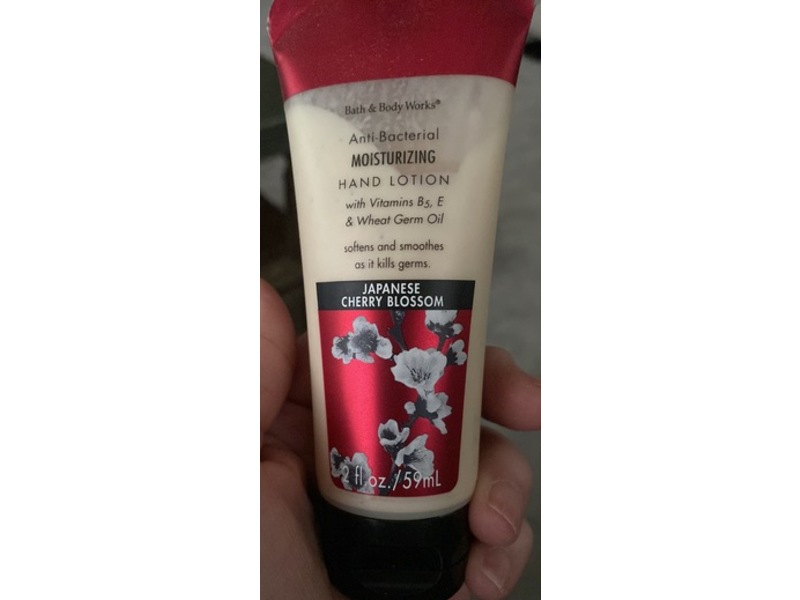 Bath & Body Works®
Anti-Bacterial
MOISTURIZING
HAND LOTION
with Vitamins B5, E
& Wheat Germ Oil
softens and smoothes
as it kills germs.
JAPANESE
CHERRY BLOSSOM
2 fl.oz./59mL